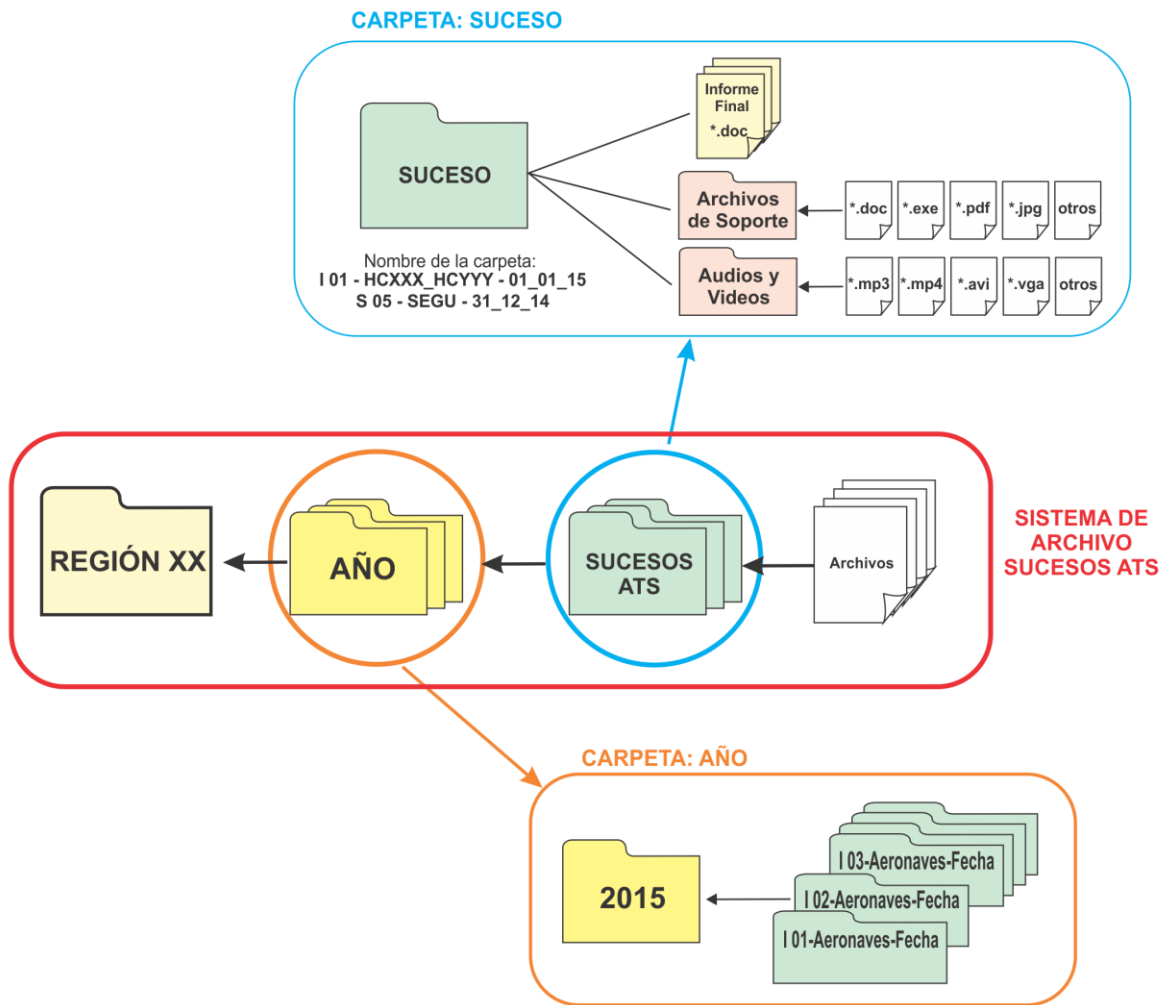 CARPETA: SUCESO
Informe
Final
*.doc
SUCESO
Archivos
de Soporte
*.doc
*.exe
*.pdf
*.jpg
otros
Nombre de la carpeta:
I 01 - HCXXX_HCYYY - 01_01_15
S 05 - SEGU - 31_12_14
Audios y
Videos
*.mp3
*.mp4
*.avi
*.vga
otros
REGIÓN XX
AÑO
SUCESOS
ATS
Archivos
SISTEMA DE
ARCHIVO
SUCESOS ATS
CARPETA: AÑO
2015
I 03-Aeronaves-Fecha
I 02-Aeronaves-Fecha
I 01-Aeronaves-Fecha